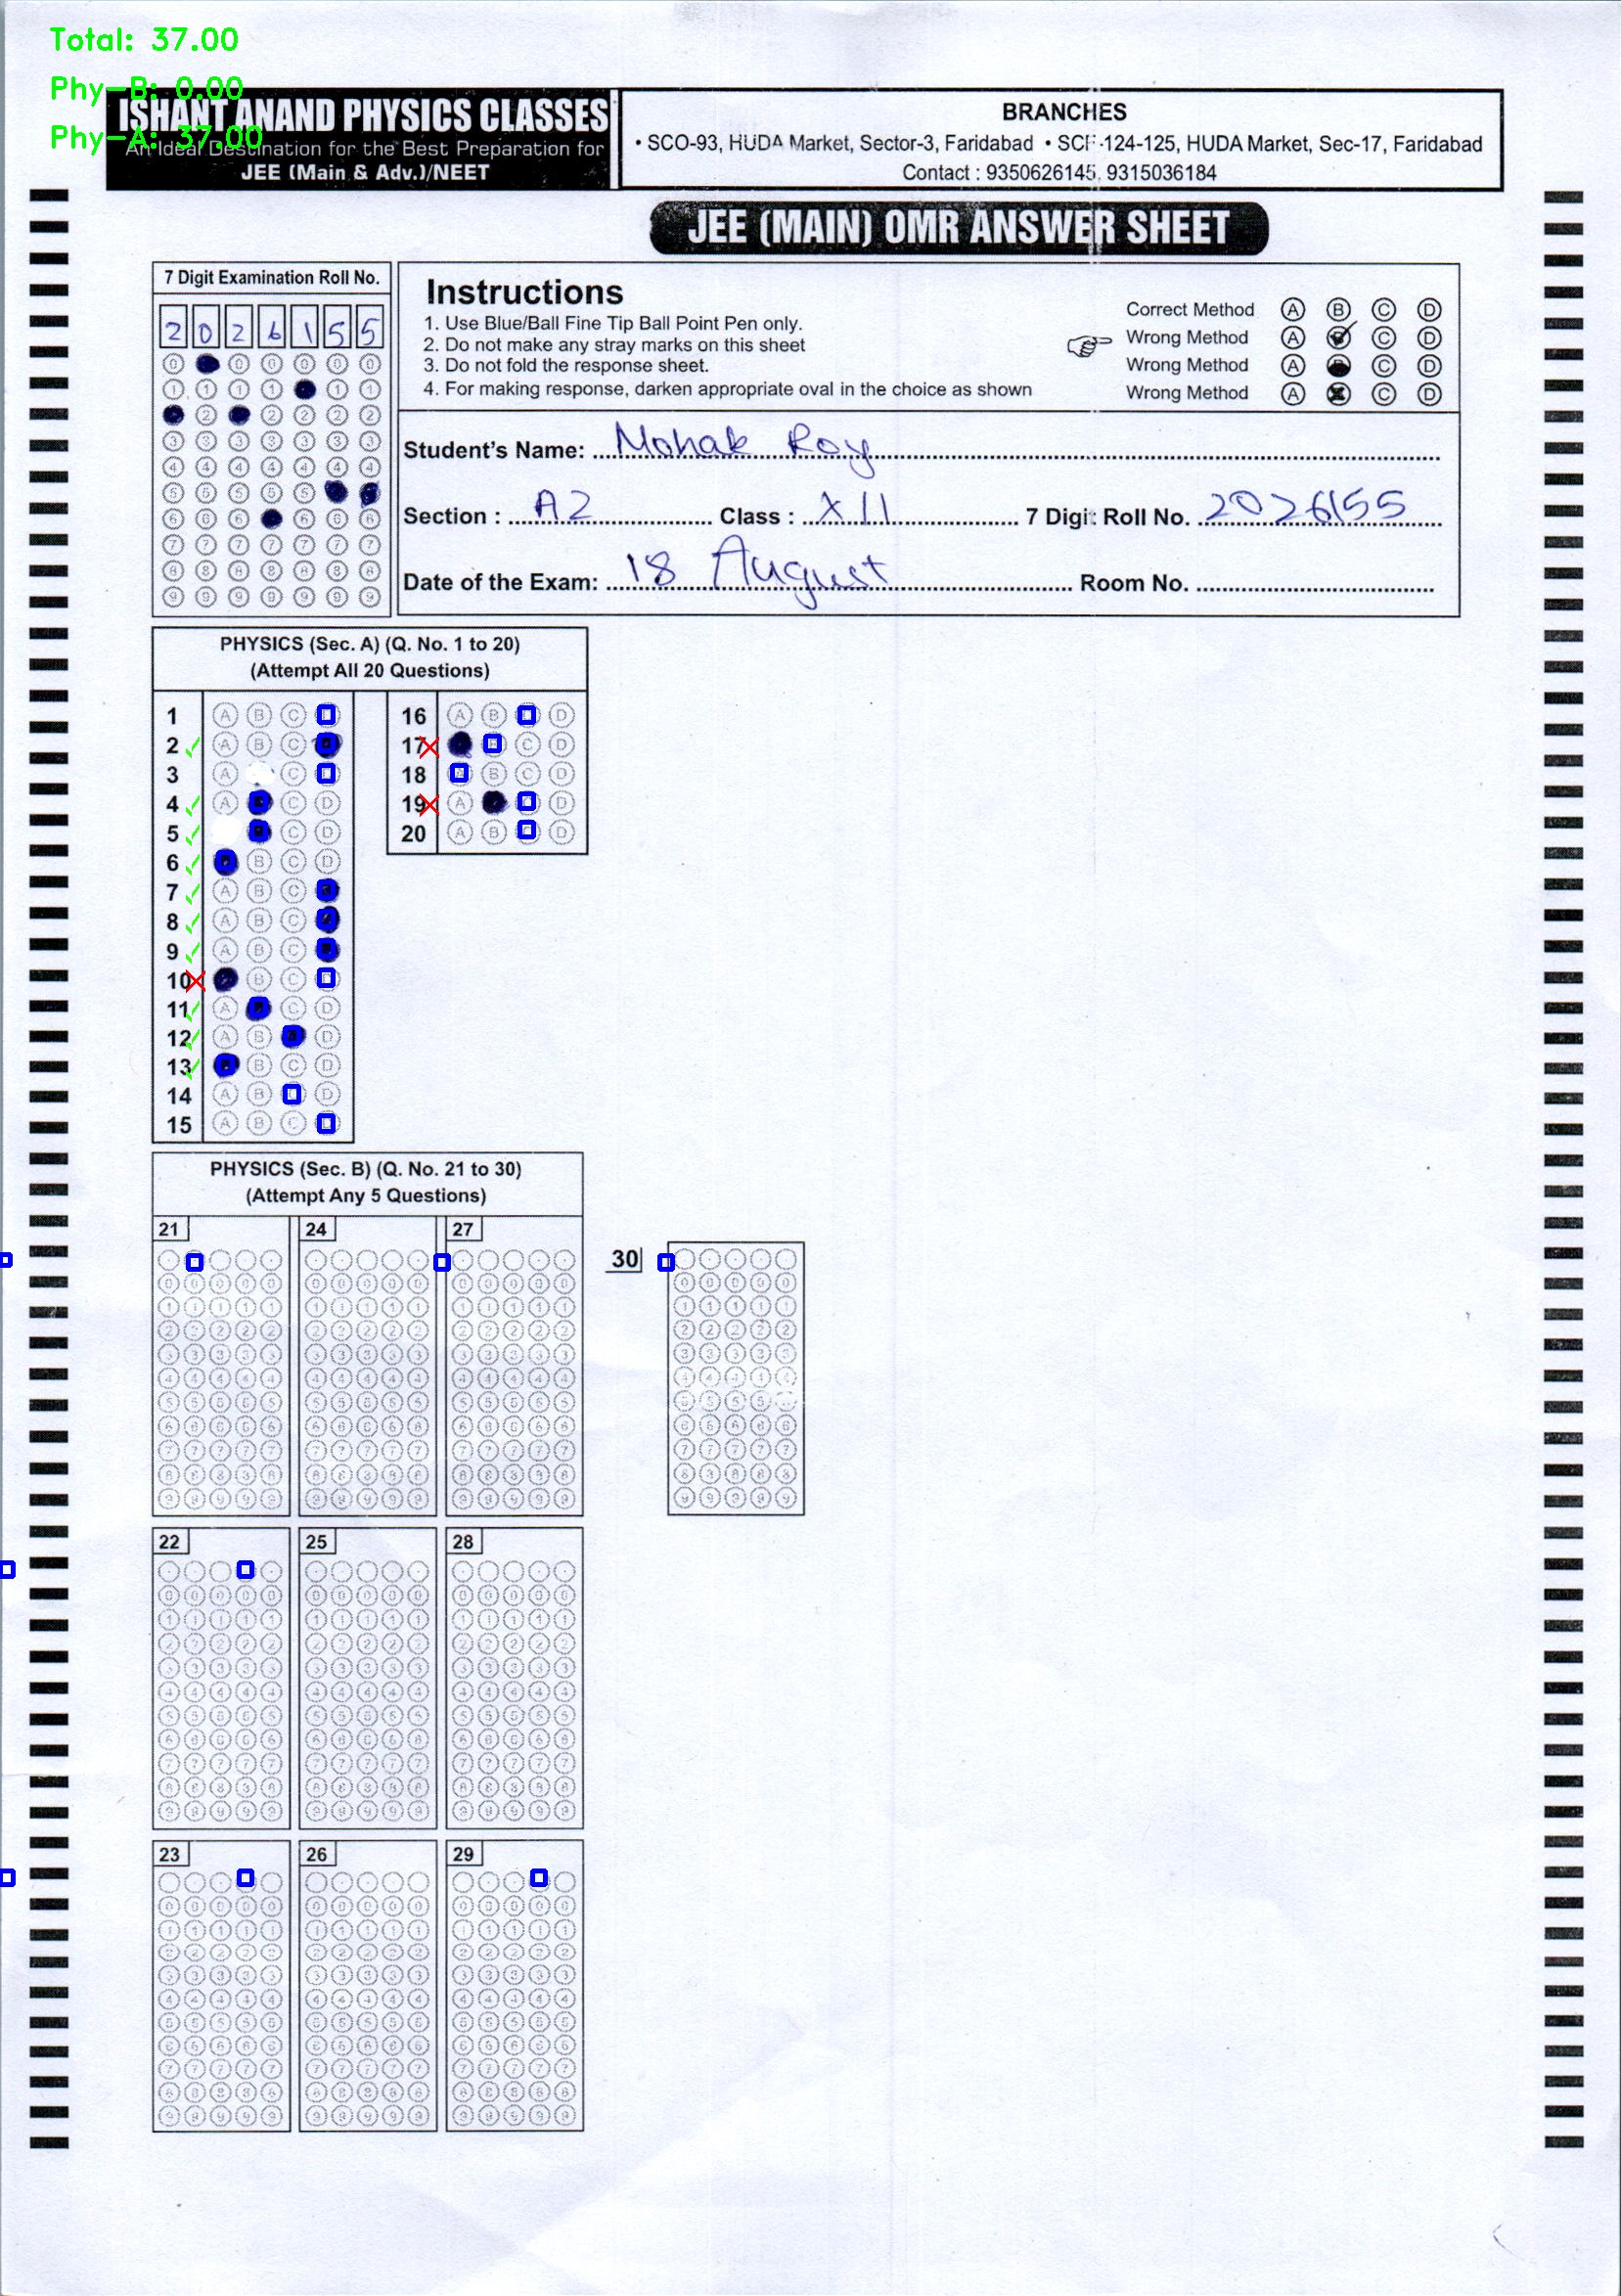 Total: 37.00
Phy-B: 0.00
Phy-A: 37.00
ISHANT ANAND PHYSICS CLASSES
An Ideal Destination for the Best Preparation for
JEE (Main & Adv.)/NEET
BRANCHES
• SCO-93, HUDA Market, Sector-3, Faridabad • SCF-124-125, HUDA Market, Sec-17, Faridabad
Contact : 9350626145, 9315036184
JEE (MAIN) OMR ANSWER SHEET
7 Digit Examination Roll No.
2 0 2 6 1 5 5
Instructions
1. Use Blue/Ball Fine Tip Ball Point Pen only.
2. Do not make any stray marks on this sheet
3. Do not fold the response sheet.
4. For making response, darken appropriate oval in the choice as shown
Correct Method A B C D
Wrong Method A C D
Wrong Method A C D
Wrong Method A C D
Student's Name: Mohak Roy
Section : A2 Class : XII 7 Digit Roll No. 2026155
Date of the Exam: 18 August Room No.
PHYSICS (Sec. A) (Q. No. 1 to 20)
(Attempt All 20 Questions)
1 A B C
2 A B C
3 A C
4 A C D
5 C D
6 B C D
7 A B C
8 A B C
9 A B C
10 B C D
11 A C D
12 A B D
13 B C D
14 A B D
15 A B C
16 A B D
17 C D
18 B C D
19 A D
20 A B D
PHYSICS (Sec. B) (Q. No. 21 to 30)
(Attempt Any 5 Questions)
21 24 27 30
22 25 28
23 26 29